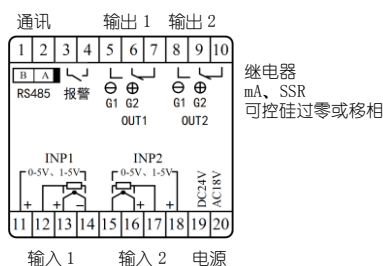 通讯 输出 1 输出 2
1 2 3 4 5 6 7 8 9 10
B A
RS485 报警 G1 G2 G1 G2
OUT1 OUT2
继电器
mA、SSR
可控硅过零或移相
INP1 INP2
0-5V、1-5V 0-5V、1-5V
DC24V
AC18V
+ + − + + − +
11 12 13 14 15 16 17 18 19 20
输入 1 输入 2 电源